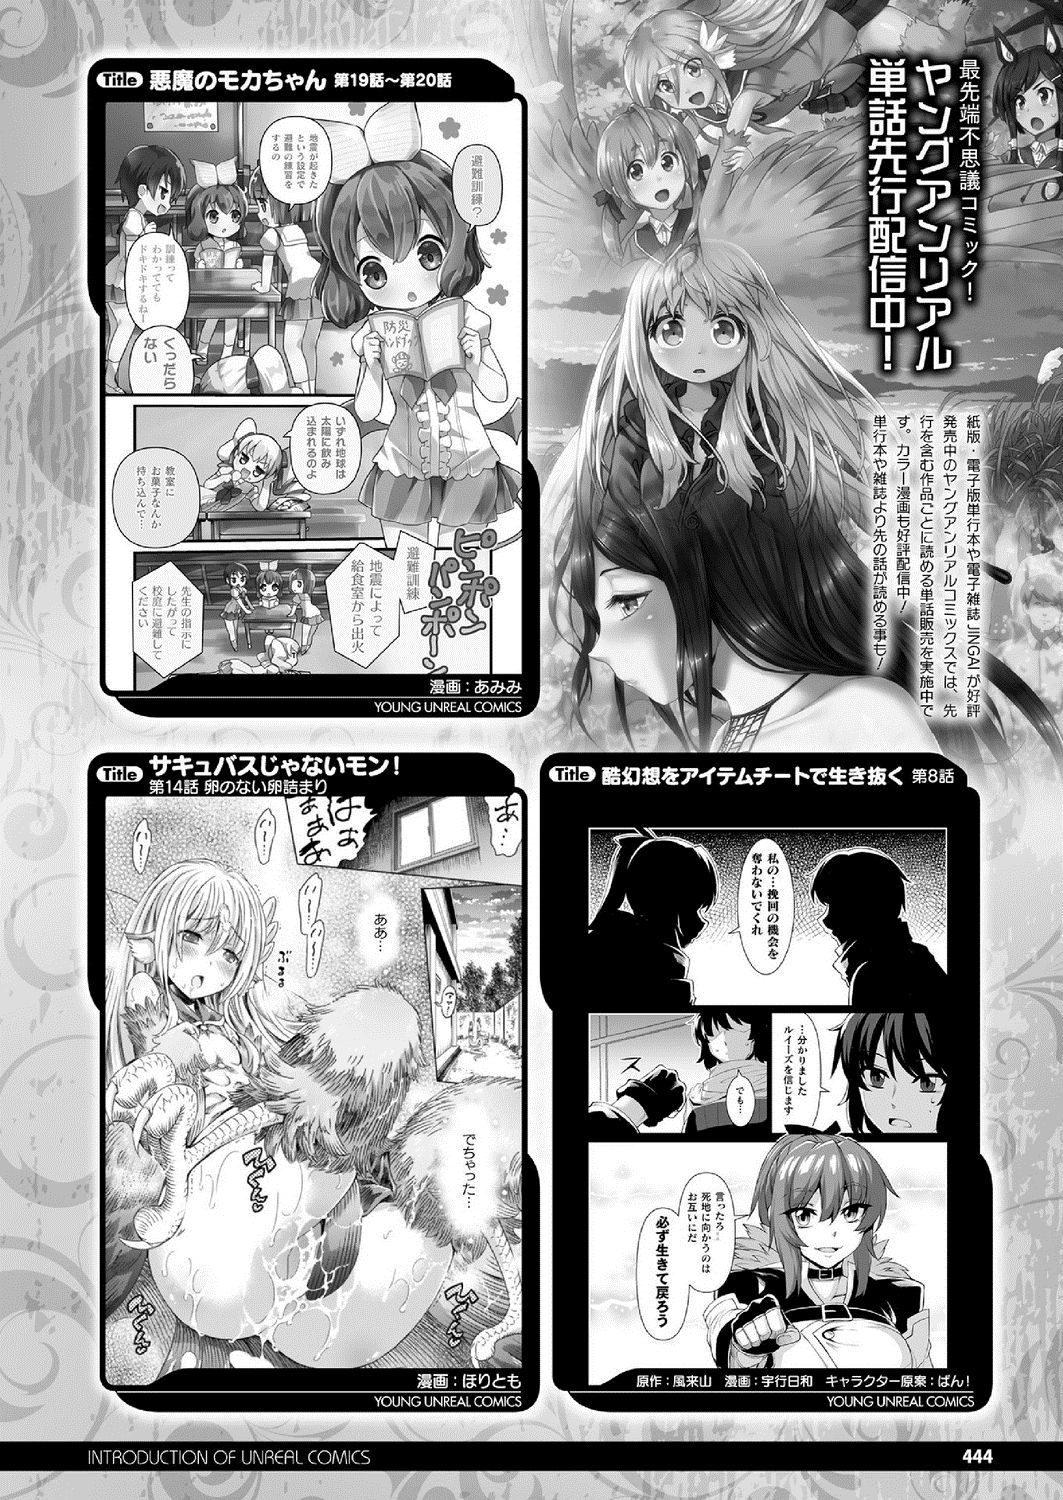 最先端不思議コミック！
ヤングアンリアル
単話先行配信中！
紙版・電子版単行本や電子雑誌JINGAI が好評
発売中のヤングアンリアルコミックスでは、先
行を含む作品ごとに読める単話販売を実施中で
す。カラー漫画も好評配信中！
単行本や雑誌より先の話が読める事も！
Title 悪魔のモカちゃん 第19話～第20話
避難訓練？
地震が起きた
という設定で
避難の練習を
するの
訓練って
わかってても
ドキドキするねー
くっだら
ない
防災
ハンドブック
いずれ地球は
太陽に飲み
込まれるのよ
教室に
お菓子なんか
持ち込んで…
ピンポン
パンポーン
避難訓練
地震によって
給食室から出火
先生の指示に
したがって
校庭に避難して
ください
漫画：あみみ
YOUNG UNREAL COMICS
Title サキュバスじゃないモン！
第14話 卵のない卵詰まり
あ…
はぁ
ぁぁぁ
ああ…
ぶるる
でちゃった…
漫画：ほりとも
YOUNG UNREAL COMICS
Title 酷幻想をアイテムチートで生き抜く 第8話
私の…挽回の機会を
奪わないでくれ
…分かりました
ルイーズを信じます
でも…
言ったろ
死地に向かうのは
お互いにだ
必ず生きて戻ろう
原作：風来山 漫画：宇行日和 キャラクター原案：ばん！
YOUNG UNREAL COMICS
INTRODUCTION OF UNREAL COMICS
444